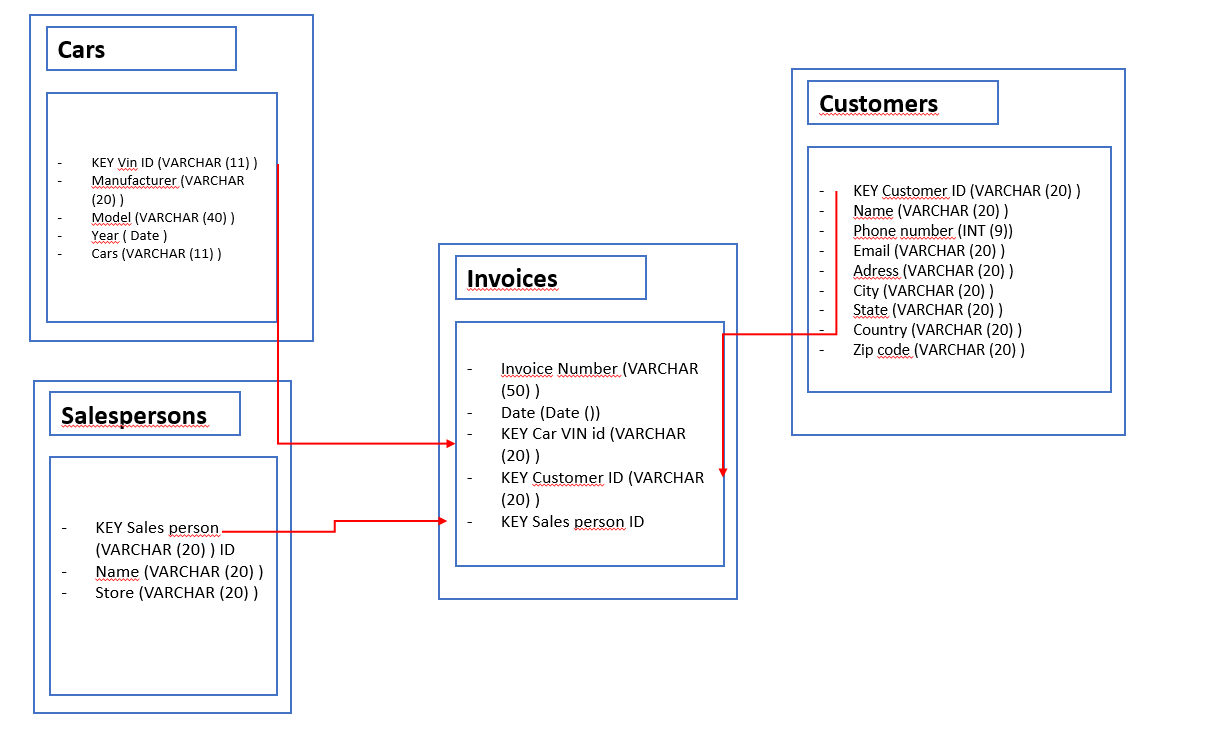 Cars
- KEY Vin ID (VARCHAR (11) )
- Manufacturer (VARCHAR
(20) )
- Model (VARCHAR (40) )
- Year ( Date )
- Cars (VARCHAR (11) )
Salespersons
- KEY Sales person
(VARCHAR (20) ) ID
- Name (VARCHAR (20) )
- Store (VARCHAR (20) )
Invoices
- Invoice Number (VARCHAR
(50) )
- Date (Date ())
- KEY Car VIN id (VARCHAR
(20) )
- KEY Customer ID (VARCHAR
(20) )
- KEY Sales person ID
Customers
- KEY Customer ID (VARCHAR (20) )
- Name (VARCHAR (20) )
- Phone number (INT (9))
- Email (VARCHAR (20) )
- Adress (VARCHAR (20) )
- City (VARCHAR (20) )
- State (VARCHAR (20) )
- Country (VARCHAR (20) )
- Zip code (VARCHAR (20) )